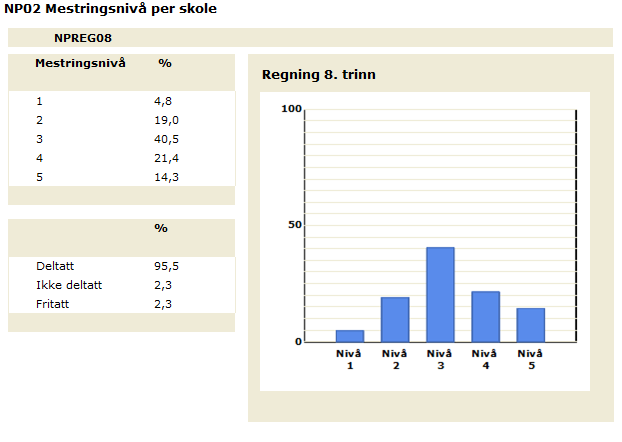 NP02 Mestringsnivå per skole
NPREG08
Mestringsnivå %
1 4,8
2 19,0
3 40,5
4 21,4
5 14,3
%
Deltatt 95,5
Ikke deltatt 2,3
Fritatt 2,3
Regning 8. trinn
100
50
0
Nivå 1
Nivå 2
Nivå 3
Nivå 4
Nivå 5